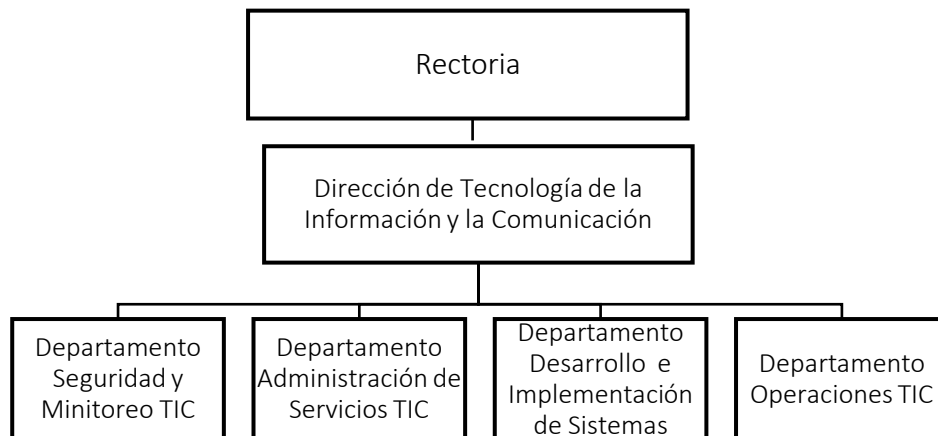 Rectoria
Dirección de Tecnología de la
Información y la Comunicación
Departamento
Seguridad y
Minitoreo TIC
Departamento
Administración de
Servicios TIC
Departamento
Desarrollo e
Implementación
de Sistemas
Departamento
Operaciones TIC